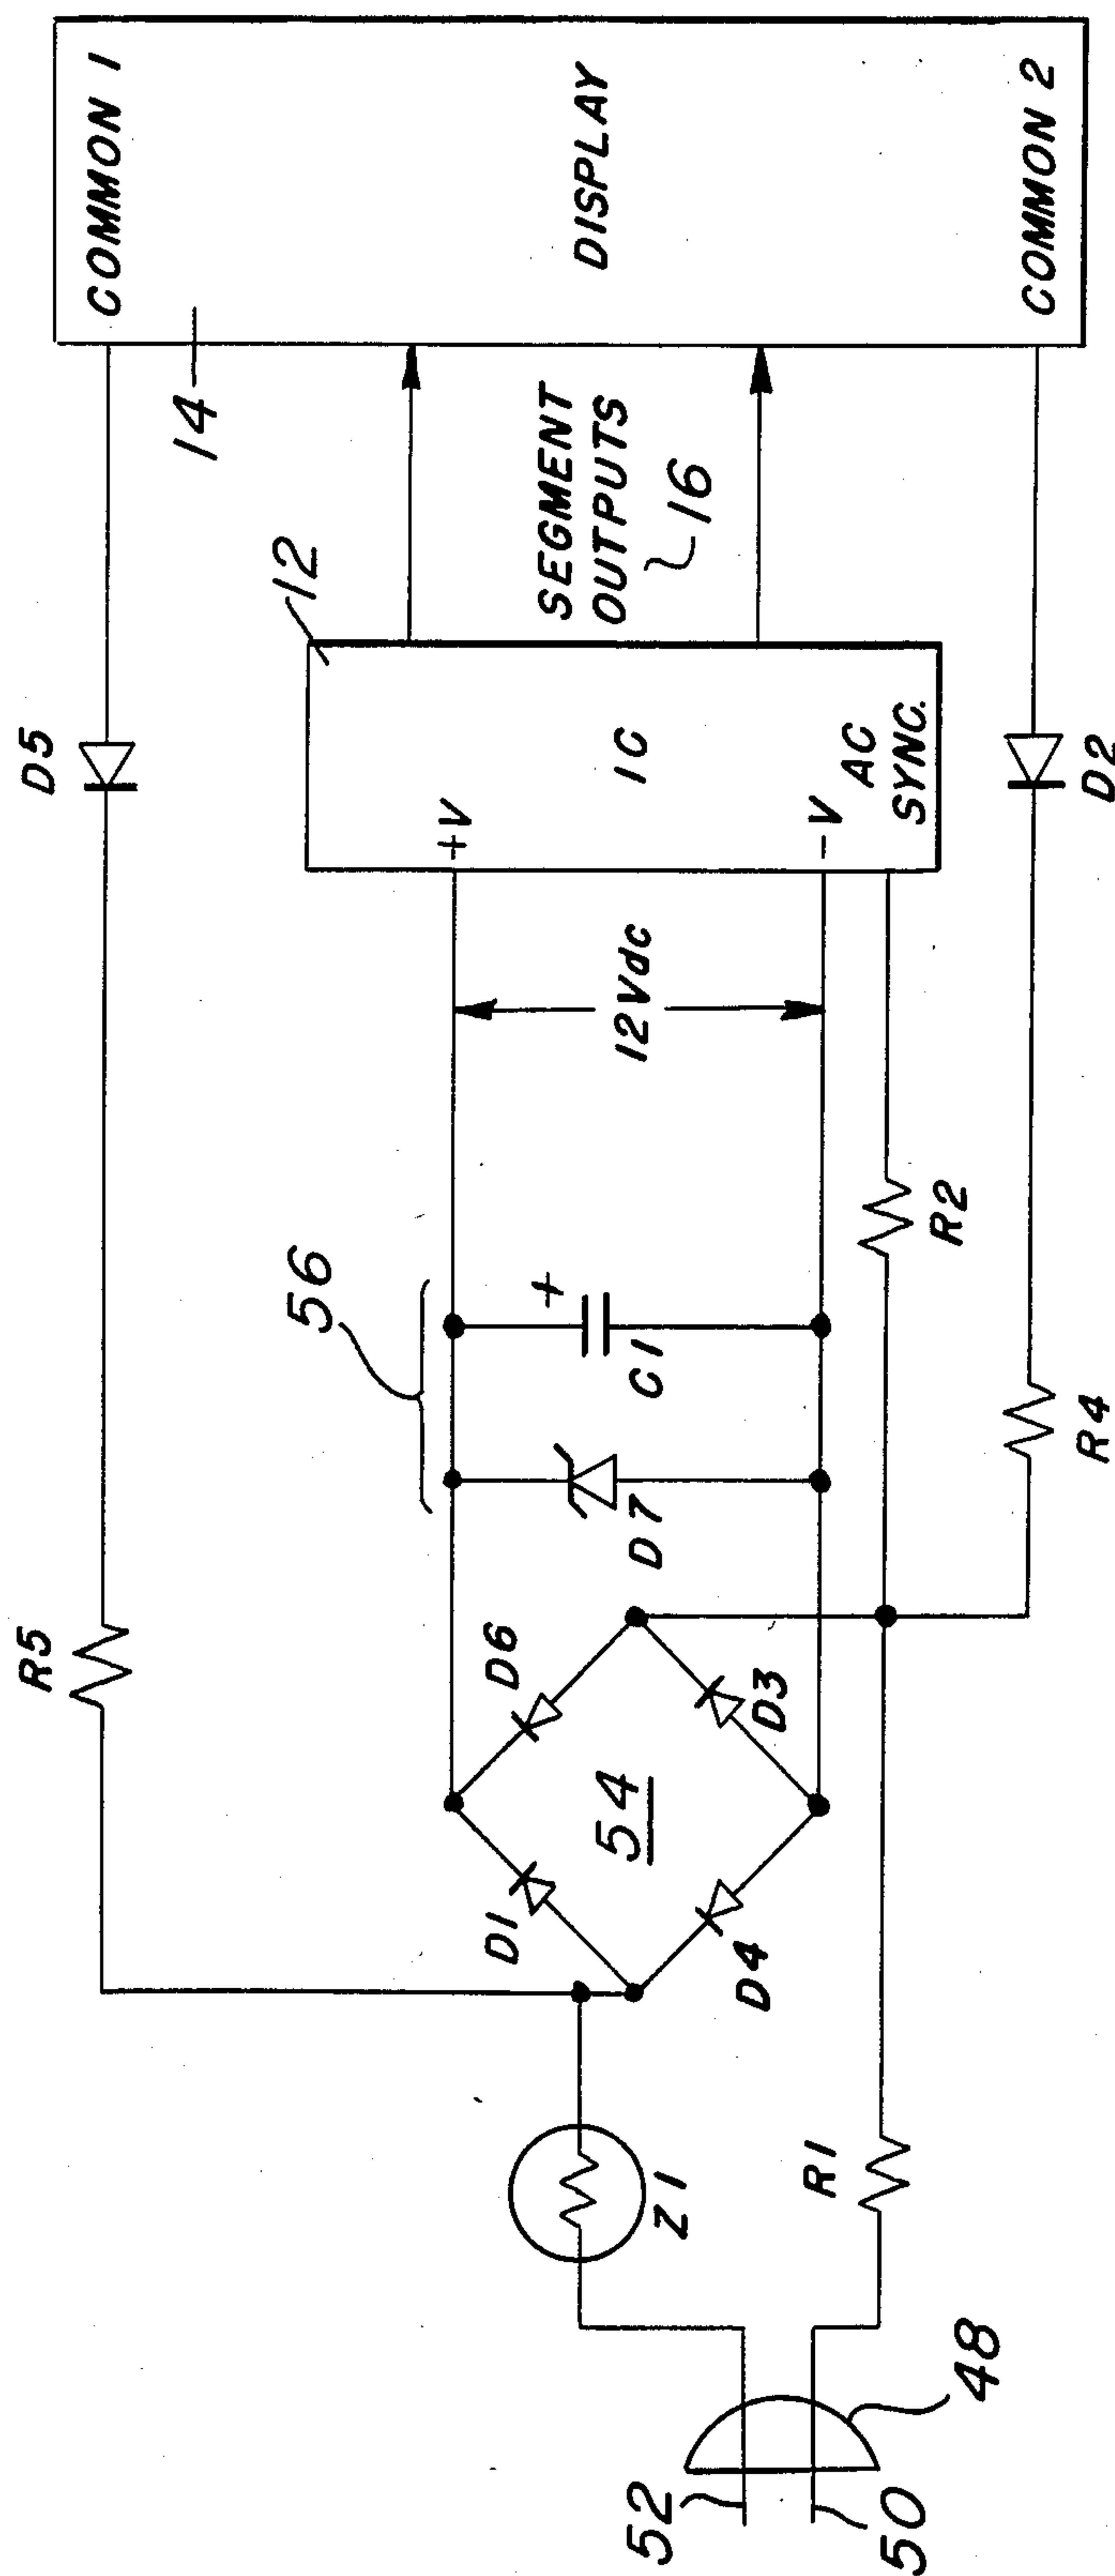 COMMON 1
DISPLAY
COMMON 2
14
SEGMENT
OUTPUTS
16
12
+V
IC
-V
AC
SYNC.
D5
D2
12Vdc
56
+
C1
D7
R2
R4
R5
D6
D3
54
D1
D4
Z1
R1
52
50
48